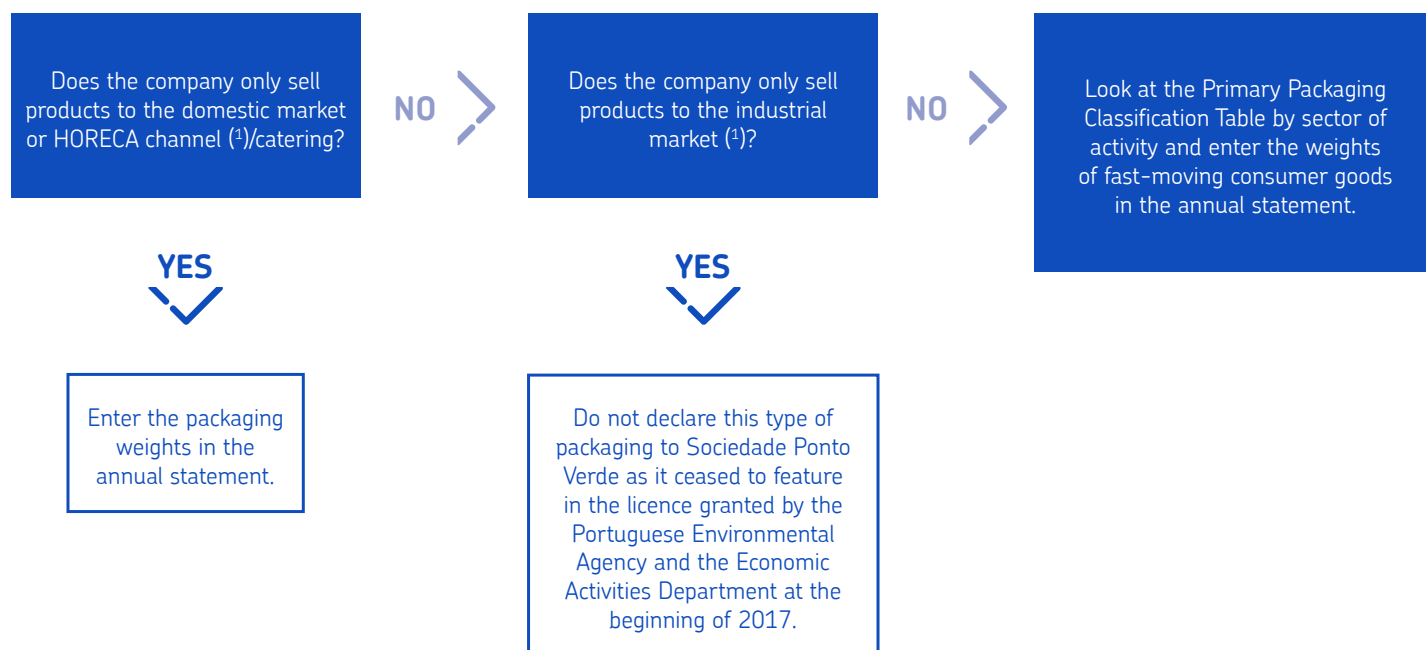 Does the company only sell
products to the domestic market
or HORECA channel (¹)/catering?
NO
Does the company only sell
products to the industrial
market (¹)?
NO
Look at the Primary Packaging
Classification Table by sector of
activity and enter the weights
of fast-moving consumer goods
in the annual statement.
YES
YES
Enter the packaging
weights in the
annual statement.
Do not declare this type of
packaging to Sociedade Ponto
Verde as it ceased to feature
in the licence granted by the
Portuguese Environmental
Agency and the Economic
Activities Department at the
beginning of 2017.